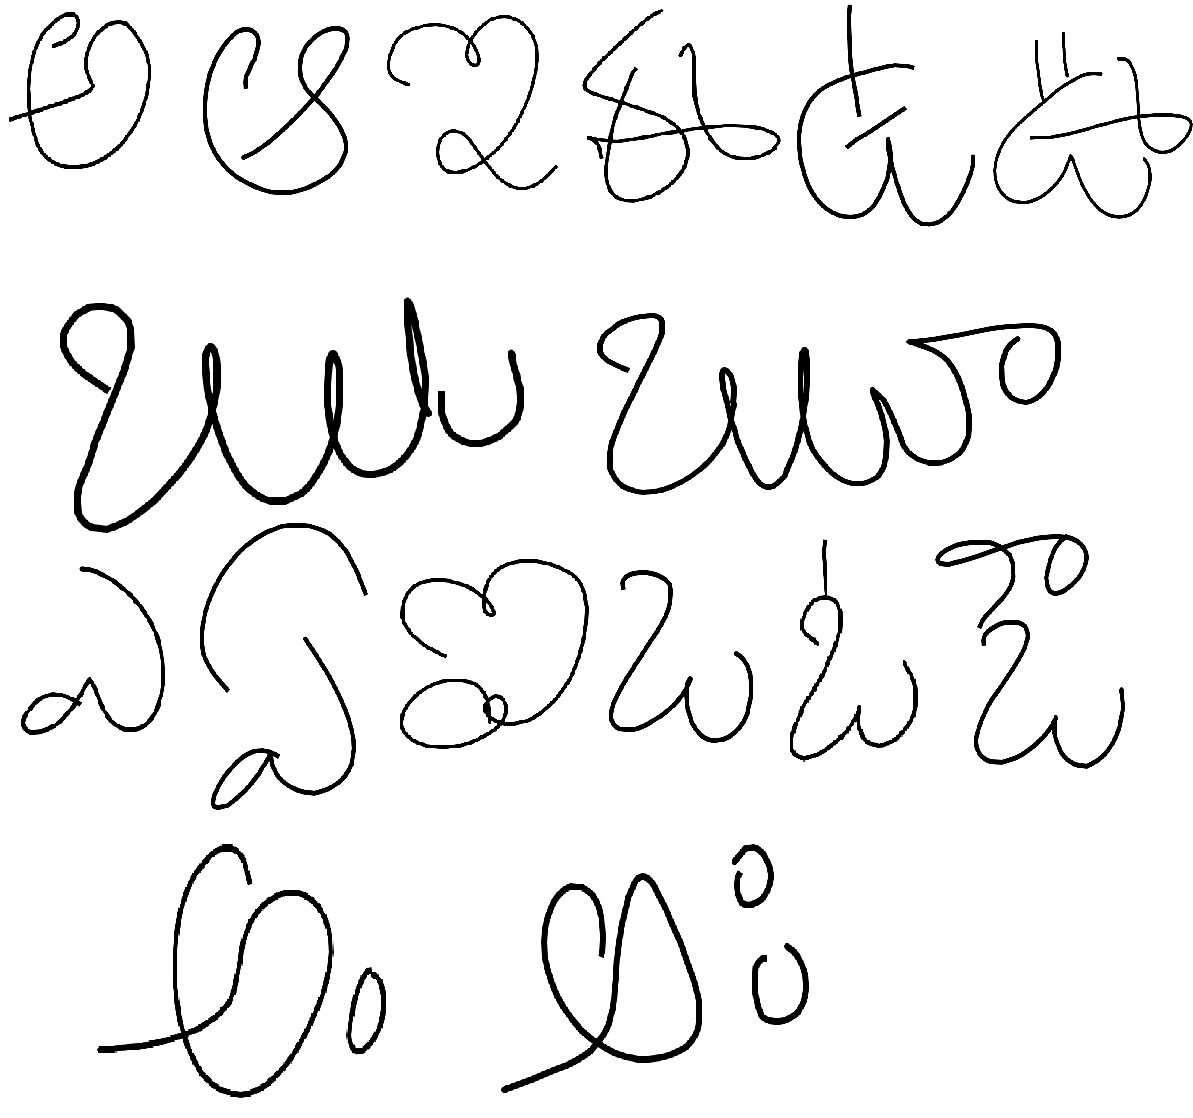 అ ఆ ఇ ఈ ఉ ఊ
ఋ ౠ
ఎ ఏ ఐ ఒ ఓ ఔ
అం అః